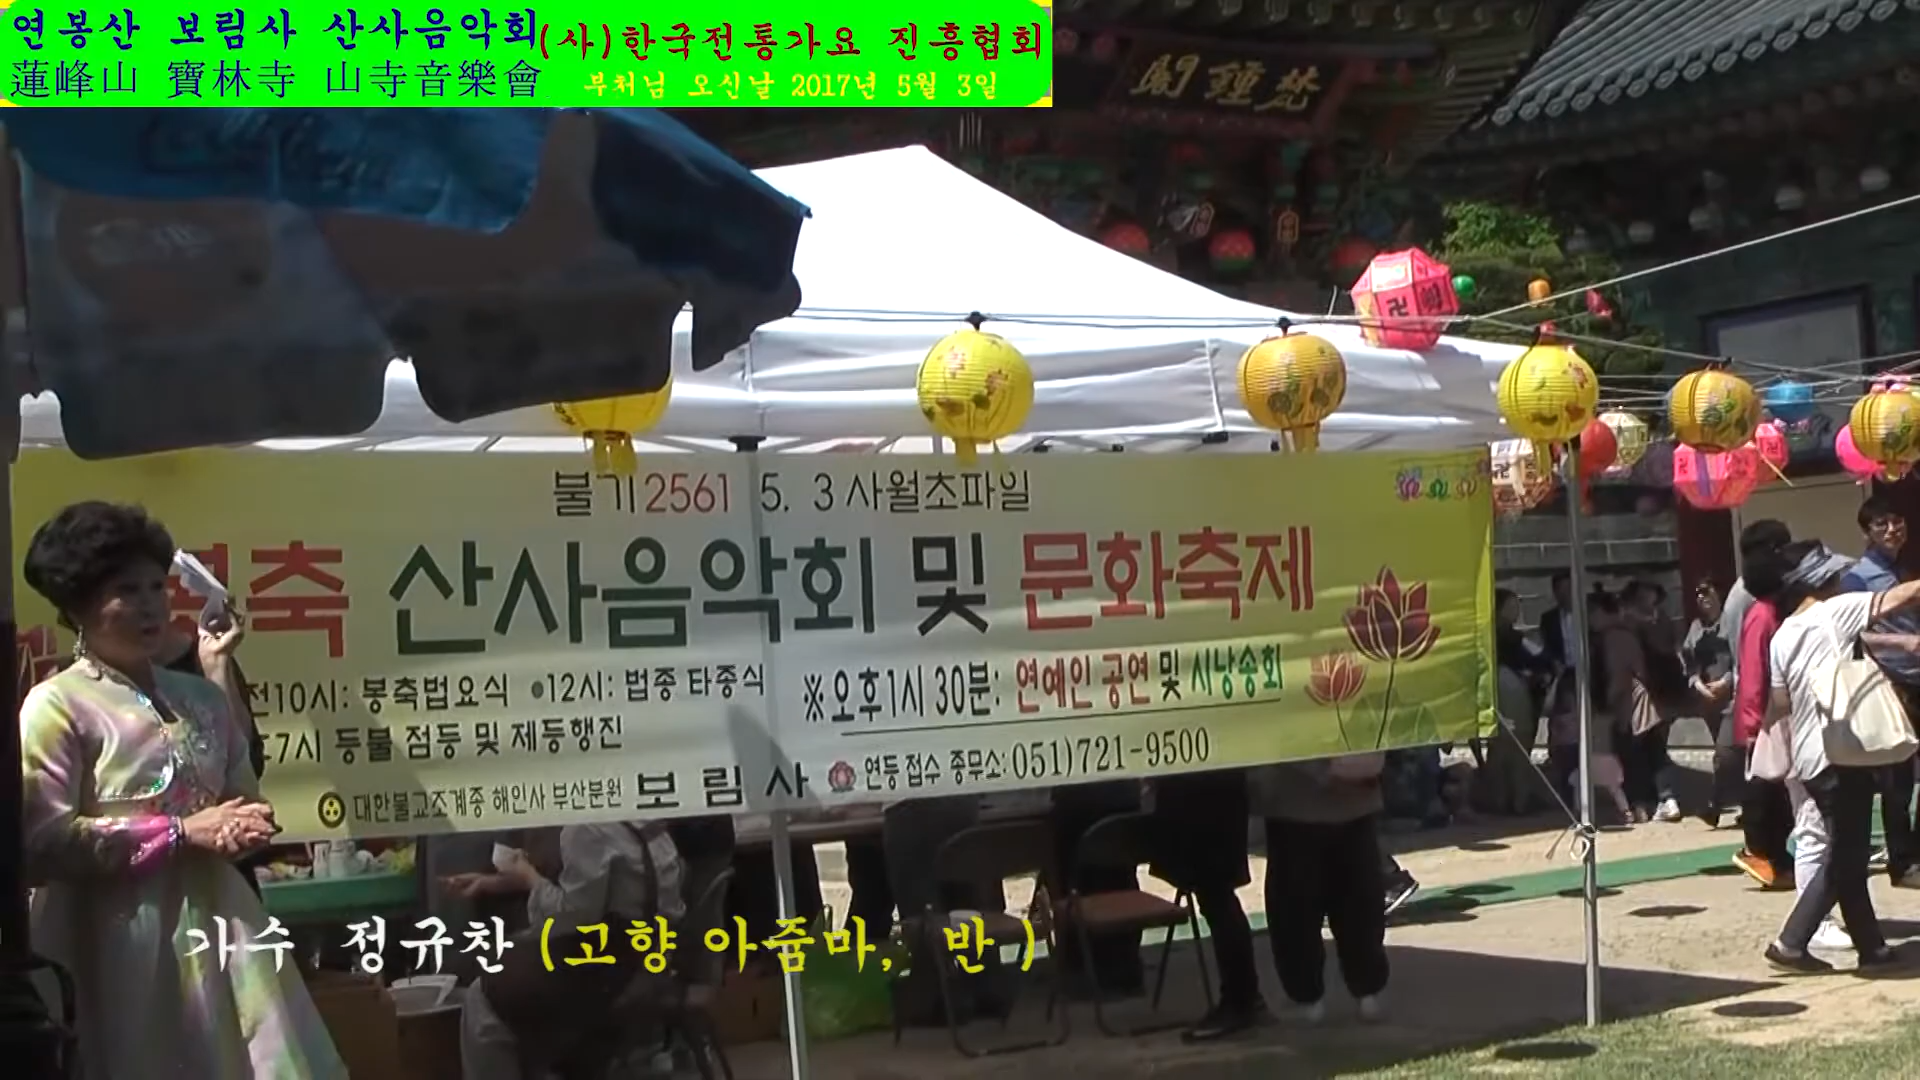 연봉산 보림사 산사음악회
(사)한국전통가요 진흥협회
蓮峰山 寶林寺 山寺音樂會
부처님 오신날 2017년 5월 3일
閣鍾梵
불기2561 5. 3 사월초파일
봉축 산사음악회 및 문화축제
전10시: 봉축법요식 ●12시: 법종 타종식
7시 등불 점등 및 제등행진
※오후1시 30분: 연예인 공연 및 시낭송회
대한불교조계종 해인사 부산분원 보림사
연등 접수 종무소: 051)721-9500
가수 정규찬 (고향 아줌마, 반)